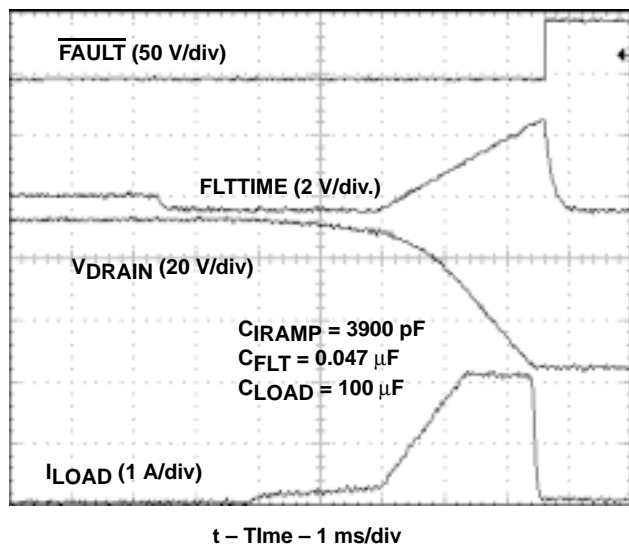 FAULT (50 V/div)
FLTTIME (2 V/div.)
VDRAIN (20 V/div)
CIRAMP = 3900 pF
CFLT = 0.047 μF
CLOAD = 100 μF
ILOAD (1 A/div)
t – TIme – 1 ms/div